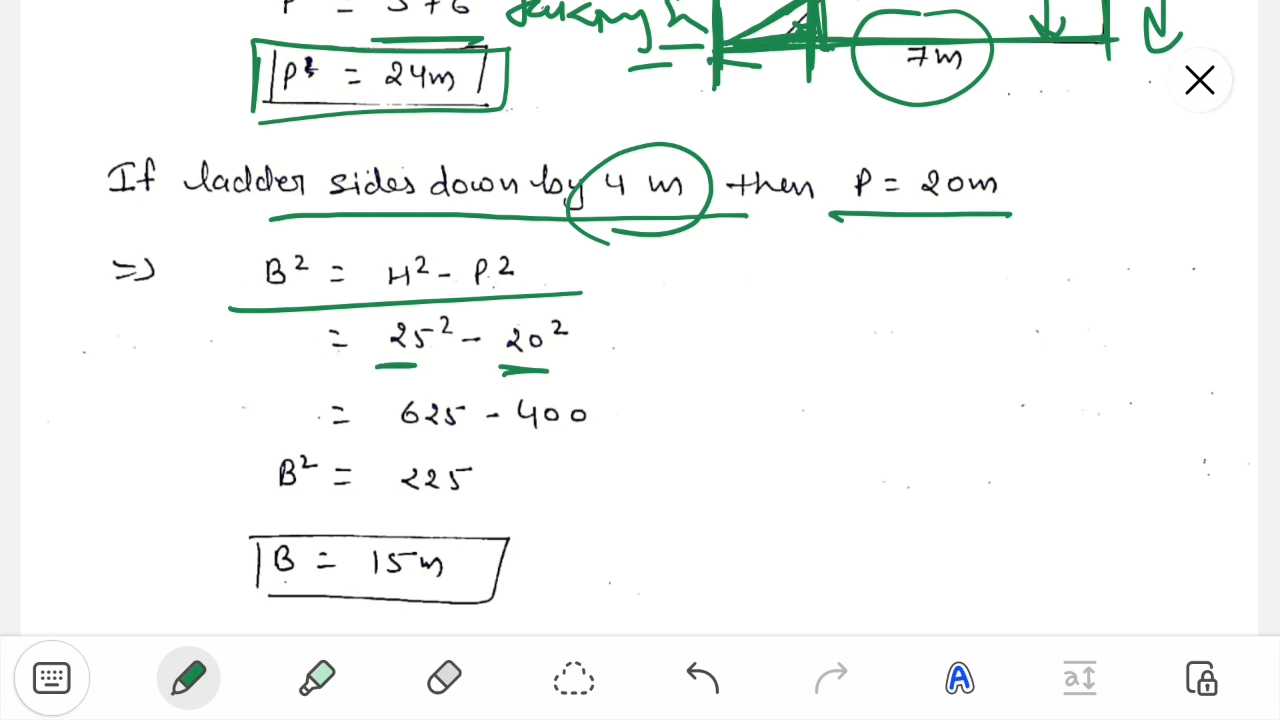 7m
P² = 24m
If ladder sides down by 4 m then P = 20m
=> B² = H² - P²
= 25² - 20²
= 625 - 400
B² = 225
B = 15m
A
a